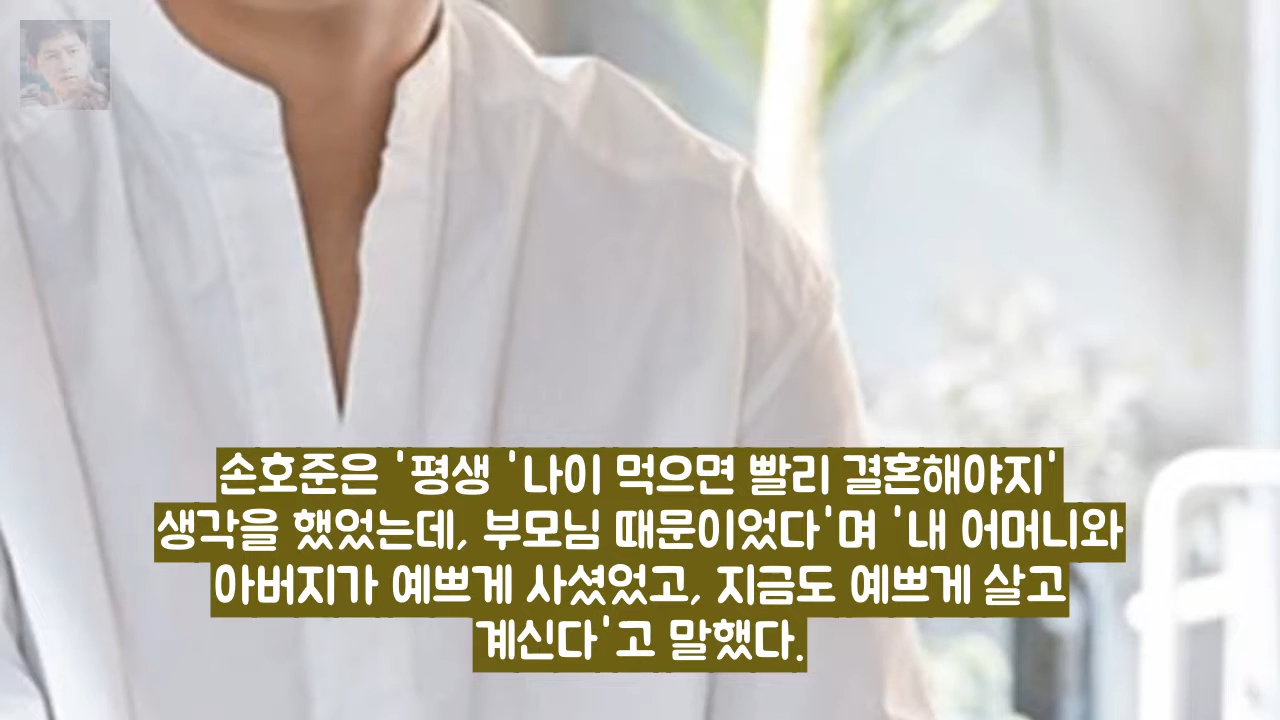 손호준은 '평생 '나이 먹으면 빨리 결혼해야지'
생각을 했었는데, 부모님 때문이었다'며 '내 어머니와
아버지가 예쁘게 사셨었고, 지금도 예쁘게 살고
계신다'고 말했다.